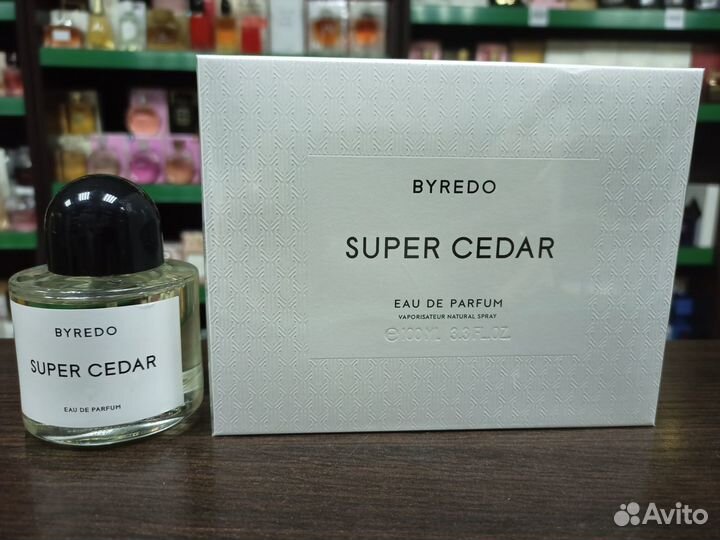 BYREDO
SUPER CEDAR
EAU DE PARFUM
BYREDO
SUPER CEDAR
EAU DE PARFUM
VAPORISATEUR NATURAL SPRAY
℮100ML 3.3 FL.OZ.
Avito